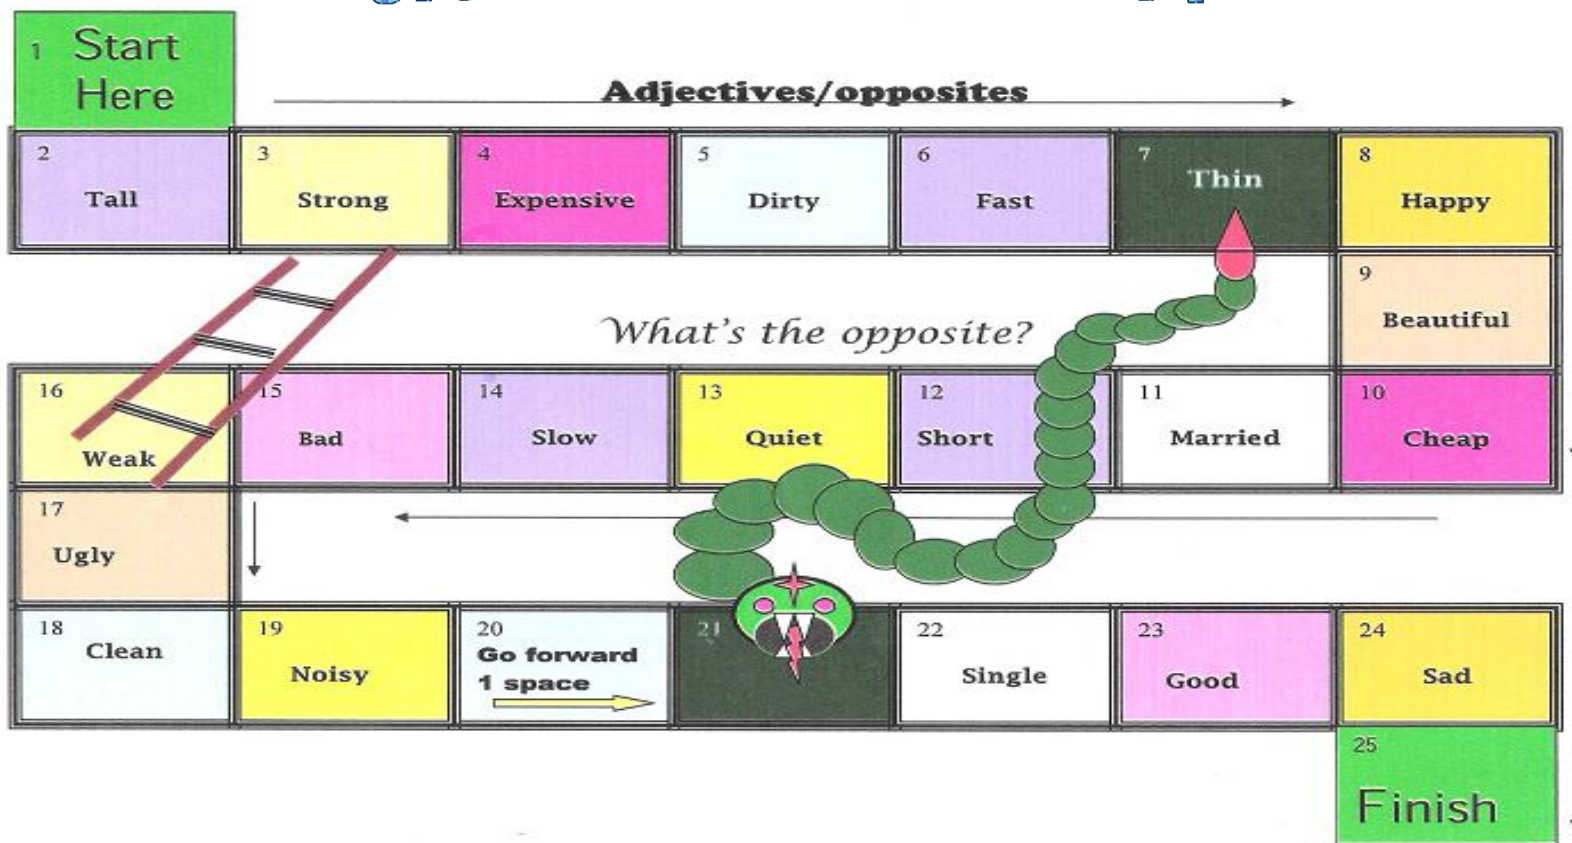 1 Start
Here
Adjectives/opposites
2 Tall
3 Strong
4 Expensive
5 Dirty
6 Fast
7 Thin
8 Happy
9 Beautiful
What's the opposite?
10 Cheap
11 Married
12 Short
13 Quiet
14 Slow
15 Bad
16 Weak
17 Ugly
18 Clean
19 Noisy
20
Go forward
1 space
21
22 Single
23 Good
24 Sad
25
Finish